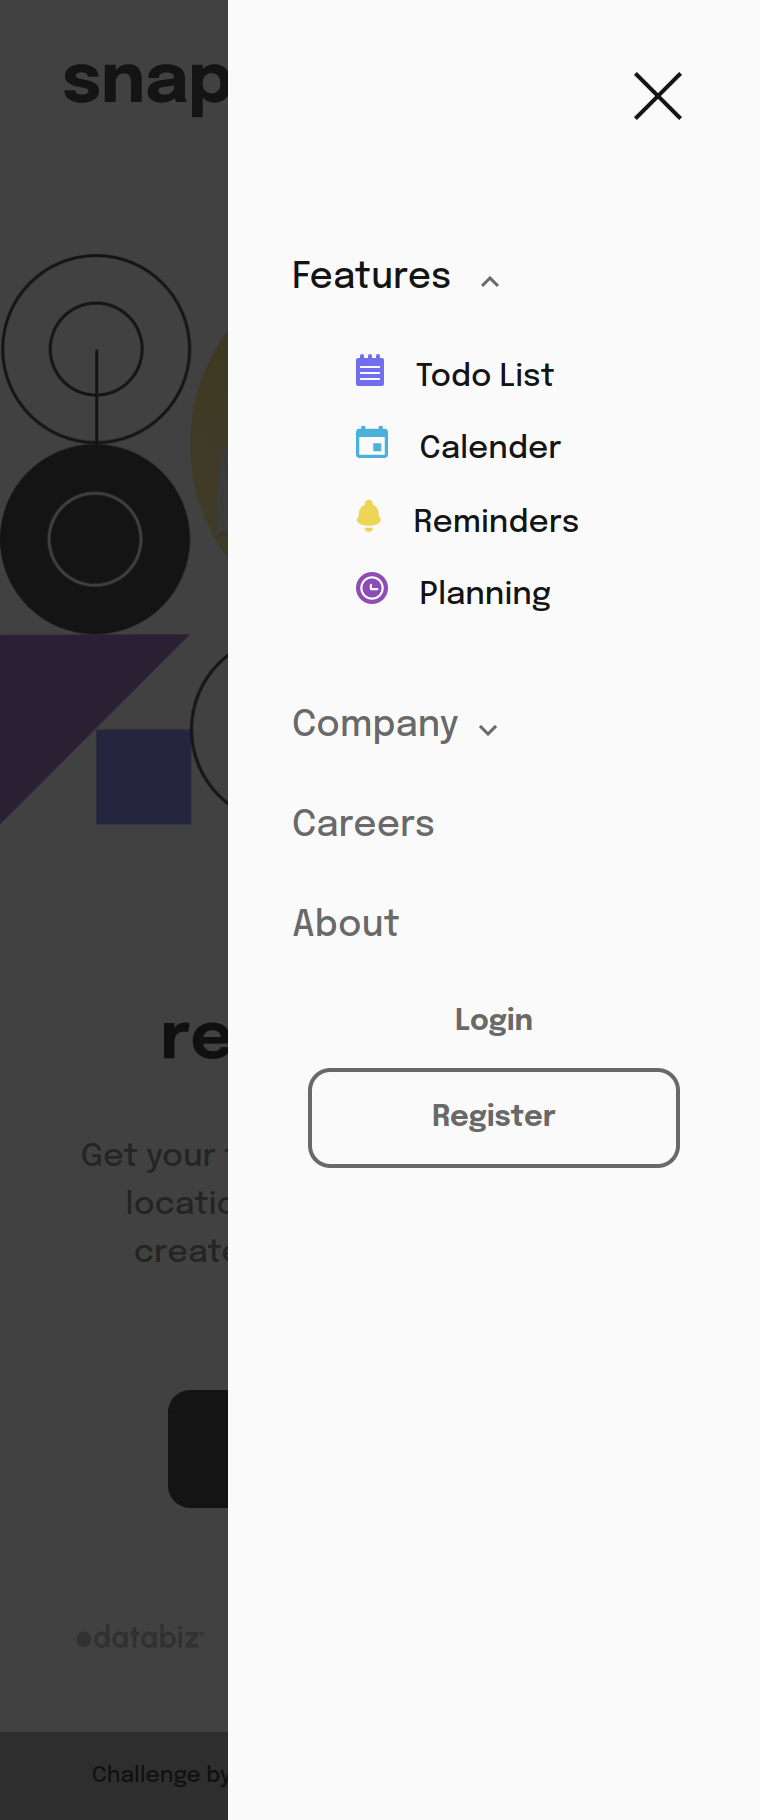 snap
Features
Todo List
Calender
Reminders
Planning
Company
Careers
About
Login
re
Register
Get your
locatio
create
databiz
Challenge by